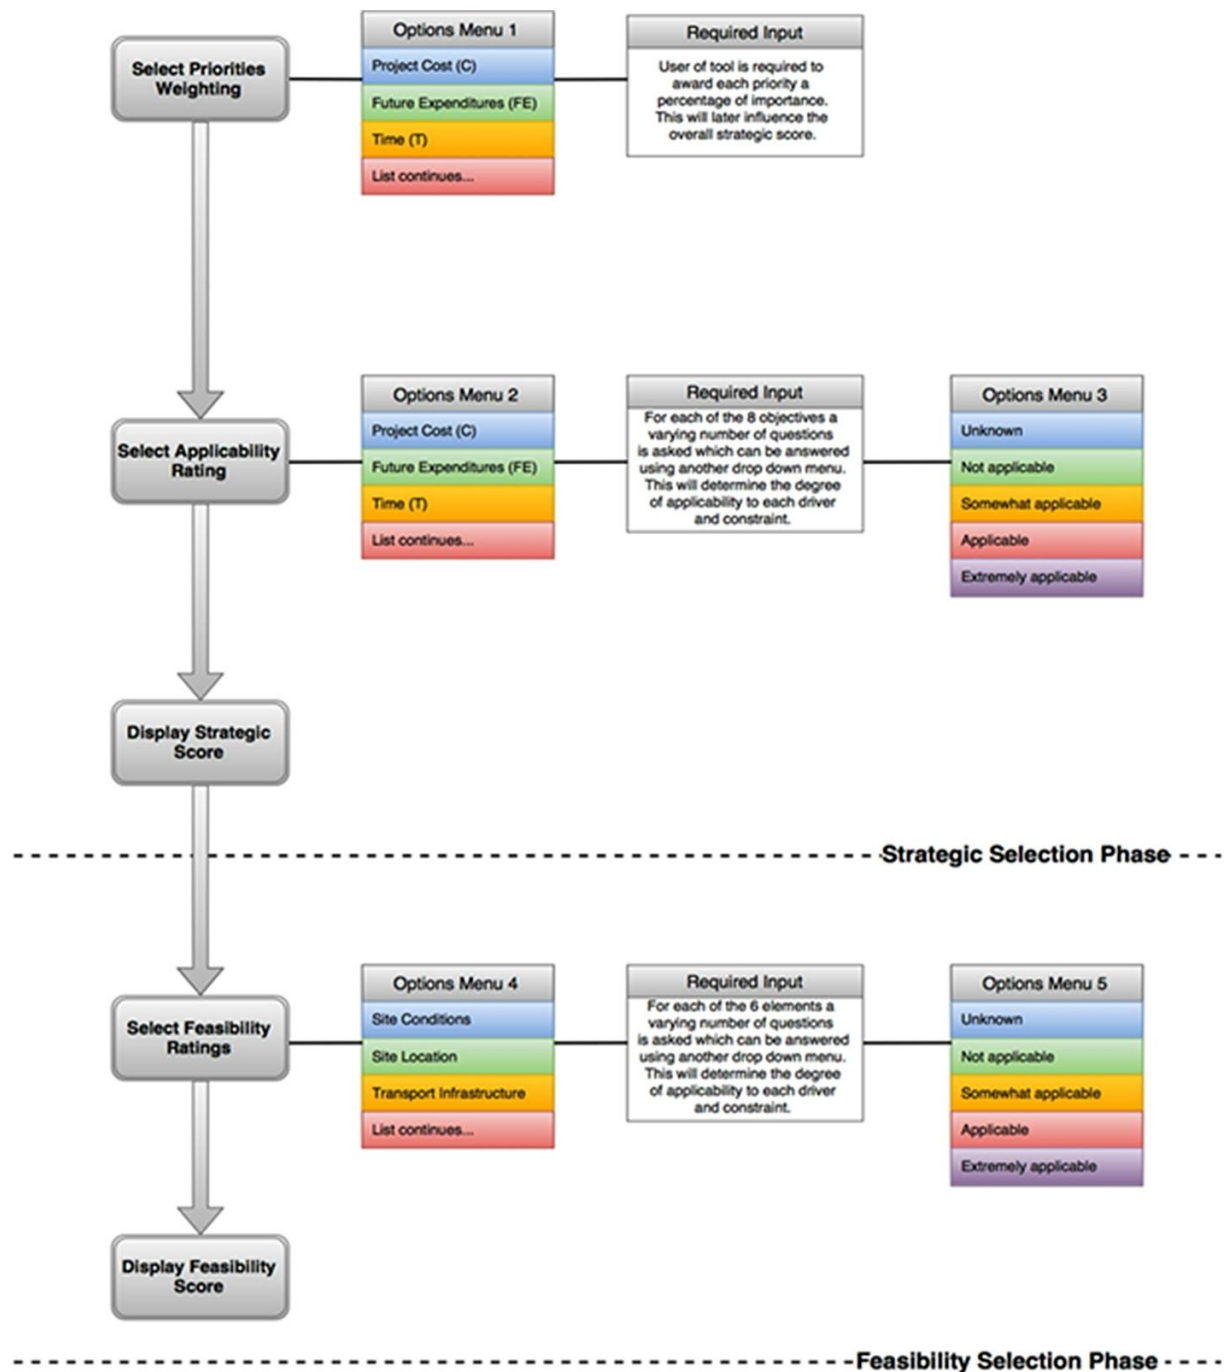 Select Priorities
Weighting
Options Menu 1
Project Cost (C)
Future Expenditures (FE)
Time (T)
List continues...
Required Input
User of tool is required to
award each priority a
percentage of importance.
This will later influence the
overall strategic score.
Select Applicability
Rating
Options Menu 2
Project Cost (C)
Future Expenditures (FE)
Time (T)
List continues...
Required Input
For each of the 8 objectives a
varying number of questions
is asked which can be answered
using another drop down menu.
This will determine the degree
of applicability to each driver
and constraint.
Options Menu 3
Unknown
Not applicable
Somewhat applicable
Applicable
Extremely applicable
Display Strategic
Score
Strategic Selection Phase
Select Feasibility
Ratings
Options Menu 4
Site Conditions
Site Location
Transport Infrastructure
List continues...
Required Input
For each of the 6 elements a
varying number of questions
is asked which can be answered
using another drop down menu.
This will determine the degree
of applicability to each driver
and constraint.
Options Menu 5
Unknown
Not applicable
Somewhat applicable
Applicable
Extremely applicable
Display Feasibility
Score
Feasibility Selection Phase